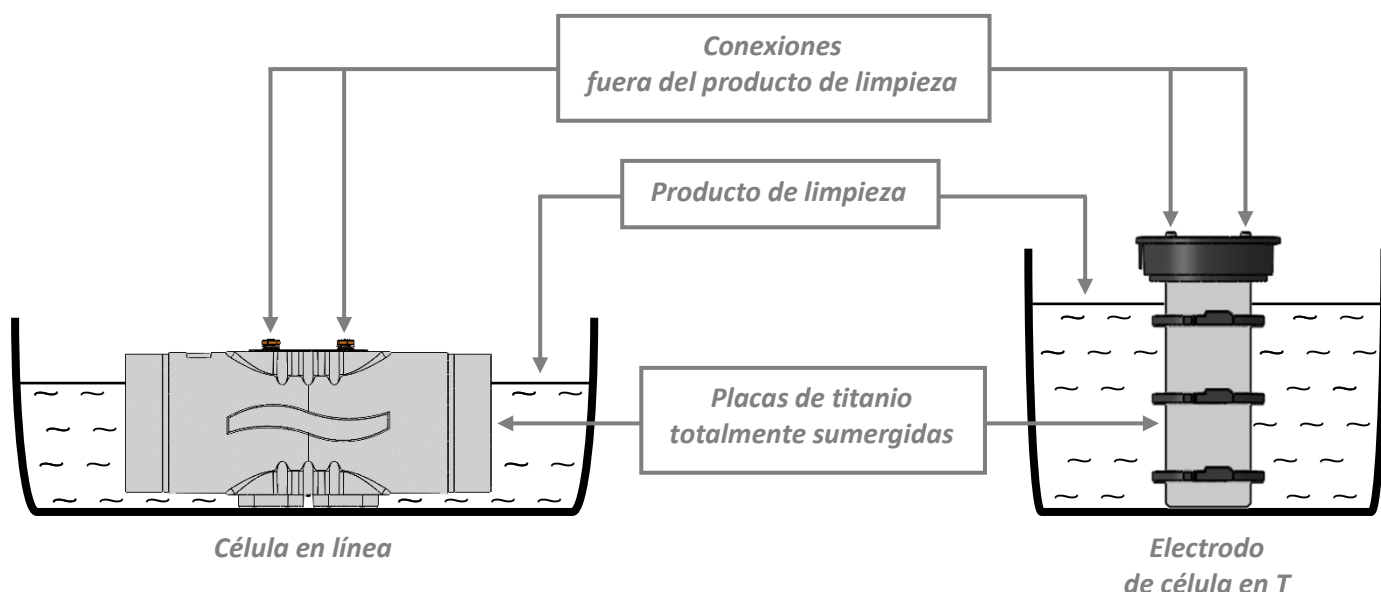 Conexiones
fuera del producto de limpieza
Producto de limpieza
Placas de titanio
totalmente sumergidas
Célula en línea
Electrodo
de célula en T